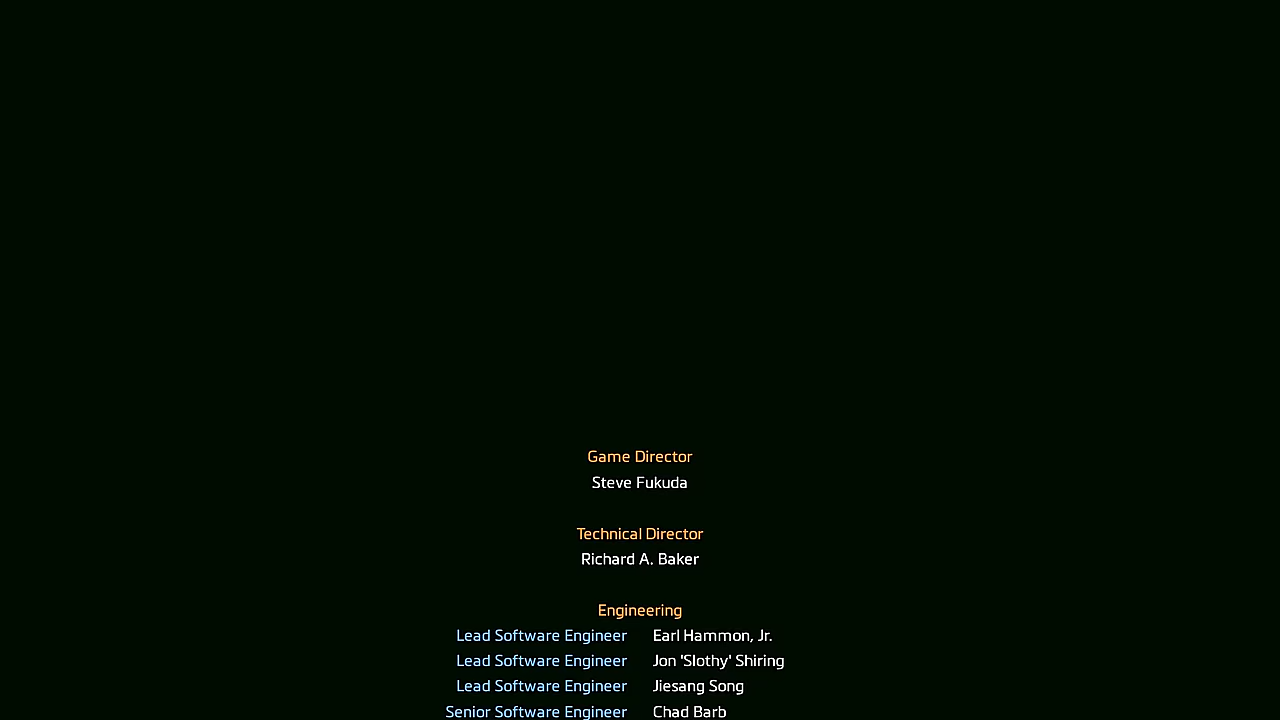 Game Director
Steve Fukuda
Technical Director
Richard A. Baker
Engineering
Lead Software Engineer Earl Hammon, Jr.
Lead Software Engineer Jon 'Slothy' Shiring
Lead Software Engineer Jiesang Song
Senior Software Engineer Chad Barb